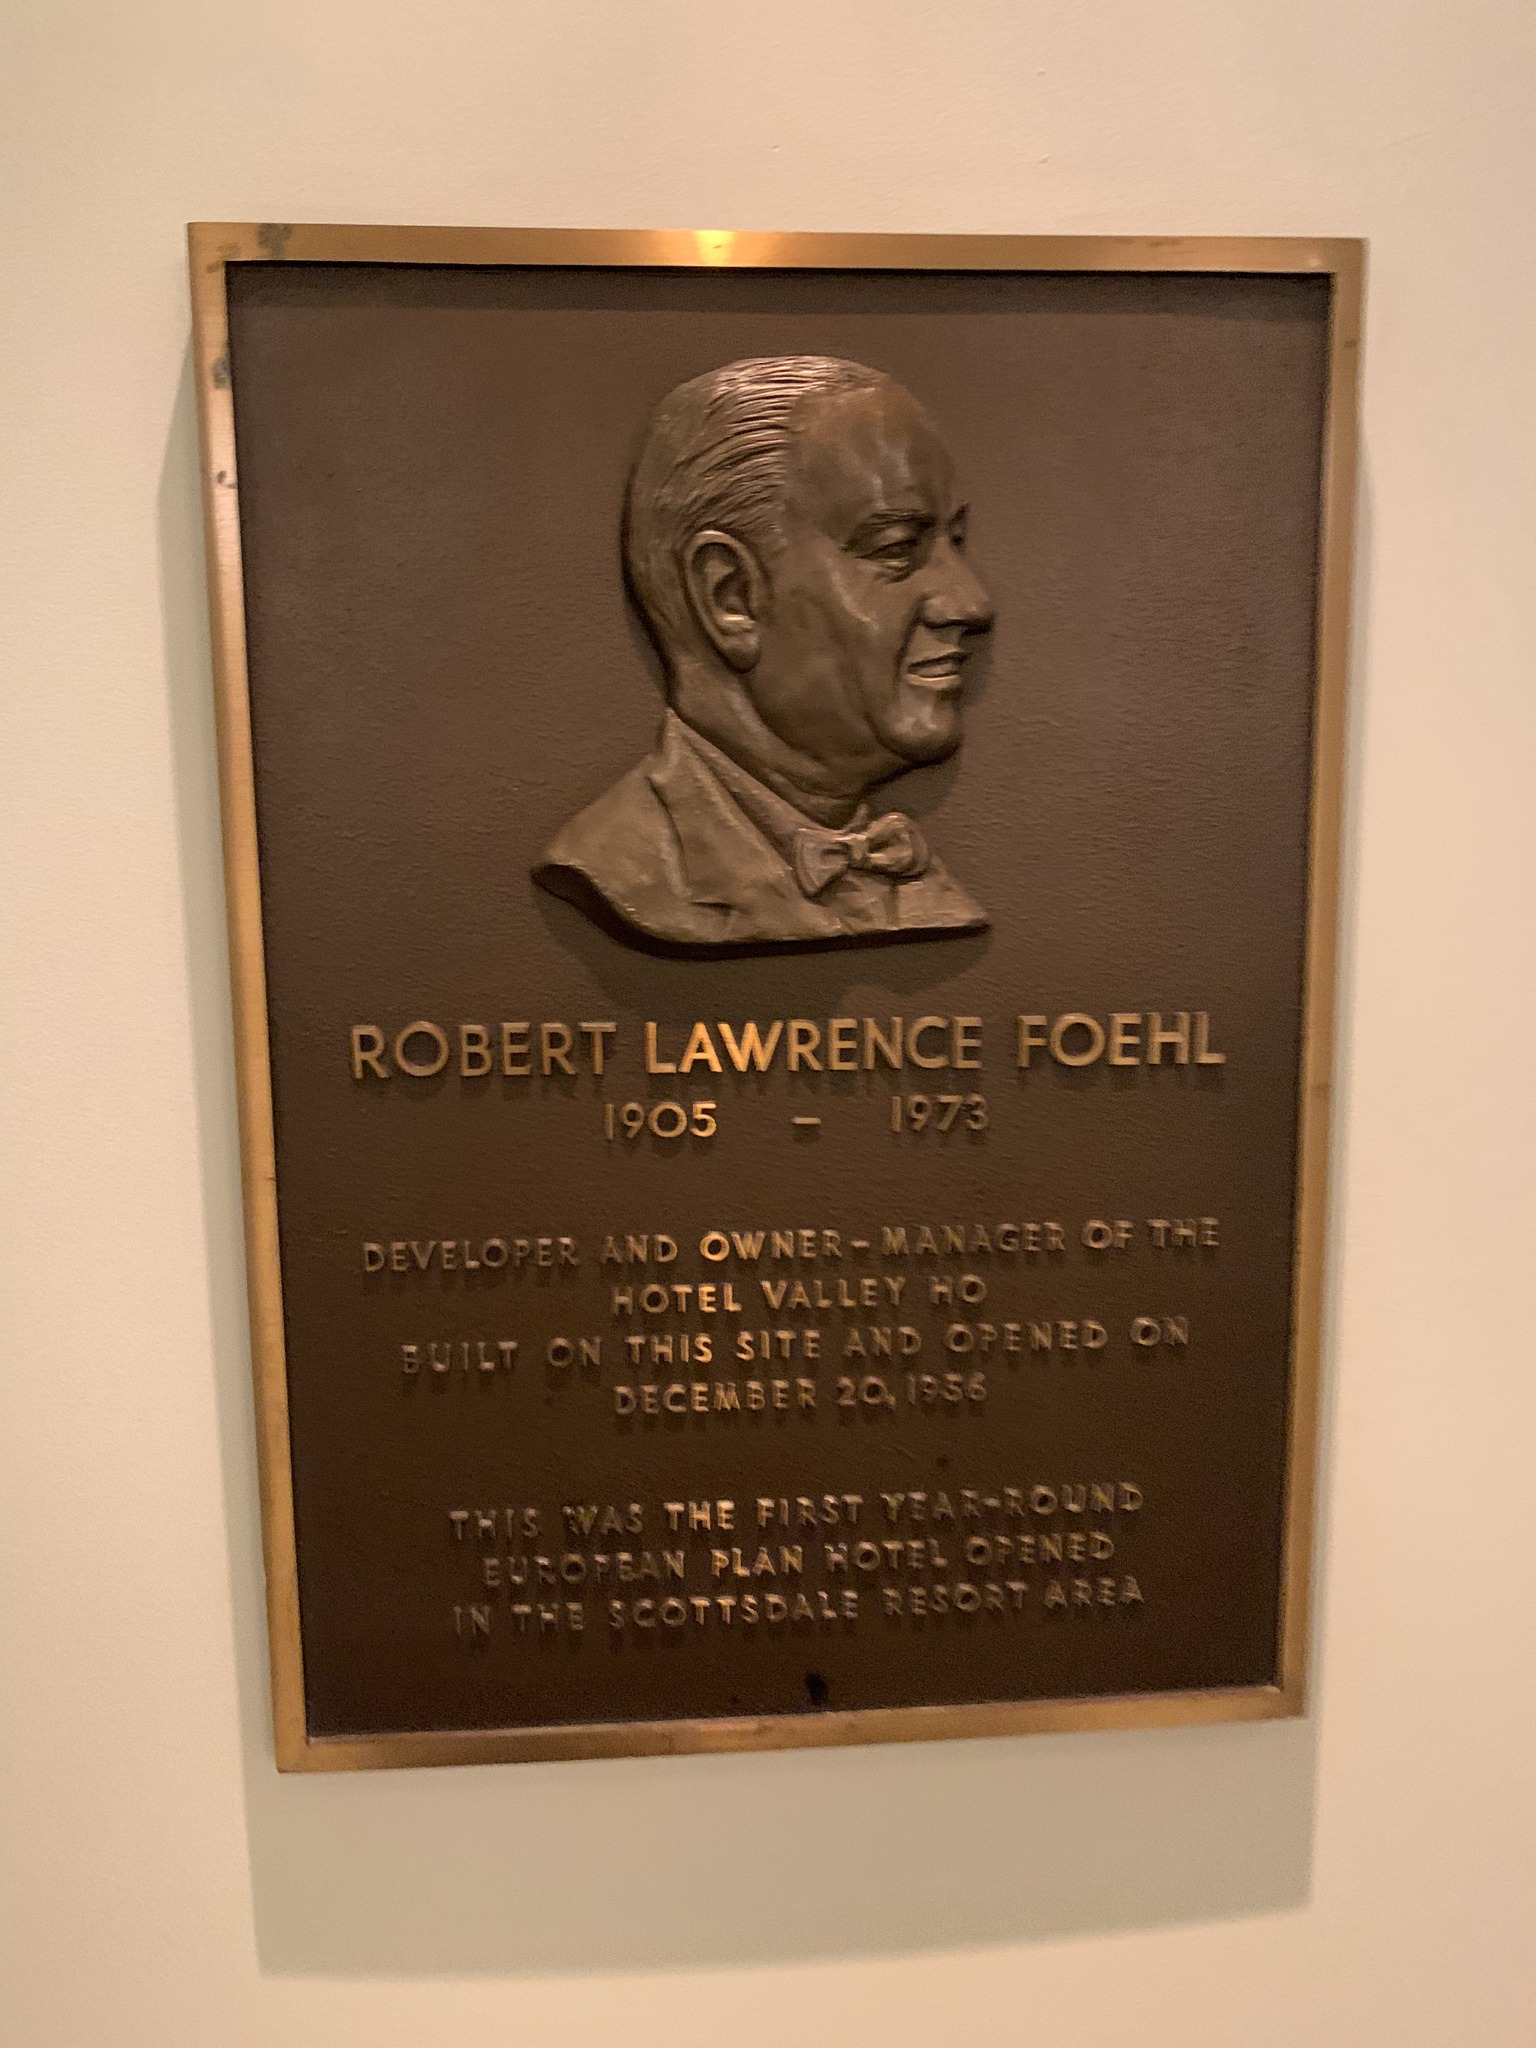 ROBERT LAWRENCE FOEHL
1905 - 1973
DEVELOPER AND OWNER-MANAGER OF THE
HOTEL VALLEY HO
BUILT ON THIS SITE AND OPENED ON
DECEMBER 20, 1956
THIS WAS THE FIRST YEAR-ROUND
EUROPEAN PLAN HOTEL OPENED
IN THE SCOTTSDALE RESORT AREA